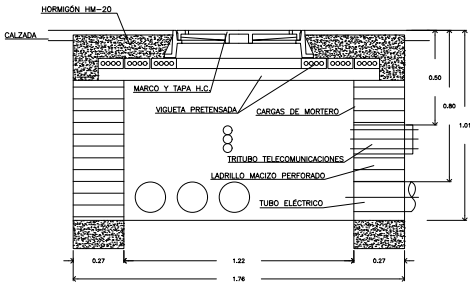 HORMIGÓN HM-20
CALZADA
0.50
MARCO Y TAPA H.C.
0.80
VIGUETA PRETENSADA
CARGAS DE MORTERO
1.01
TRITUBO TELECOMUNICACIONES
LADRILLO MACIZO PERFORADO
TUBO ELÉCTRICO
0.27
1.22
0.27
1.76